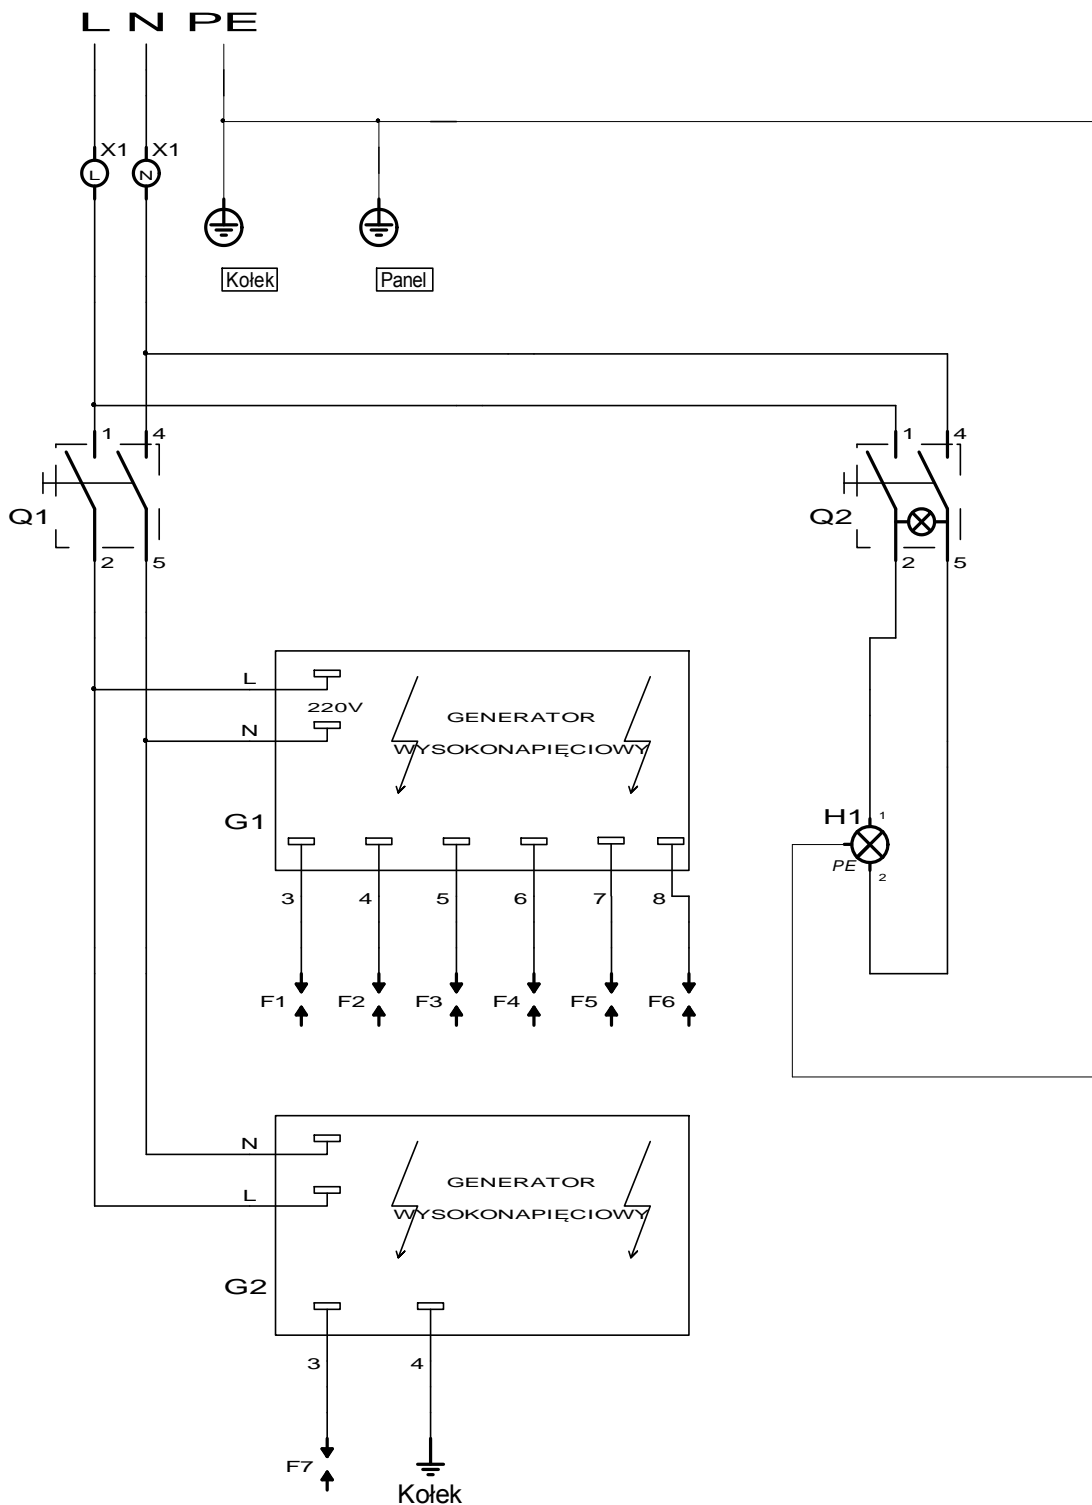 L N PE
X1 X1
L N
Kołek Panel
1 4 1 4
Q1 Q2
2 5 2 5
L
220V
N
GENERATOR
WYSOKONAPIĘCIOWY
G1
H1 1
PE 2
3 4 5 6 7 8
F1 F2 F3 F4 F5 F6
N
L
GENERATOR
WYSOKONAPIĘCIOWY
G2
3 4
F7
Kołek